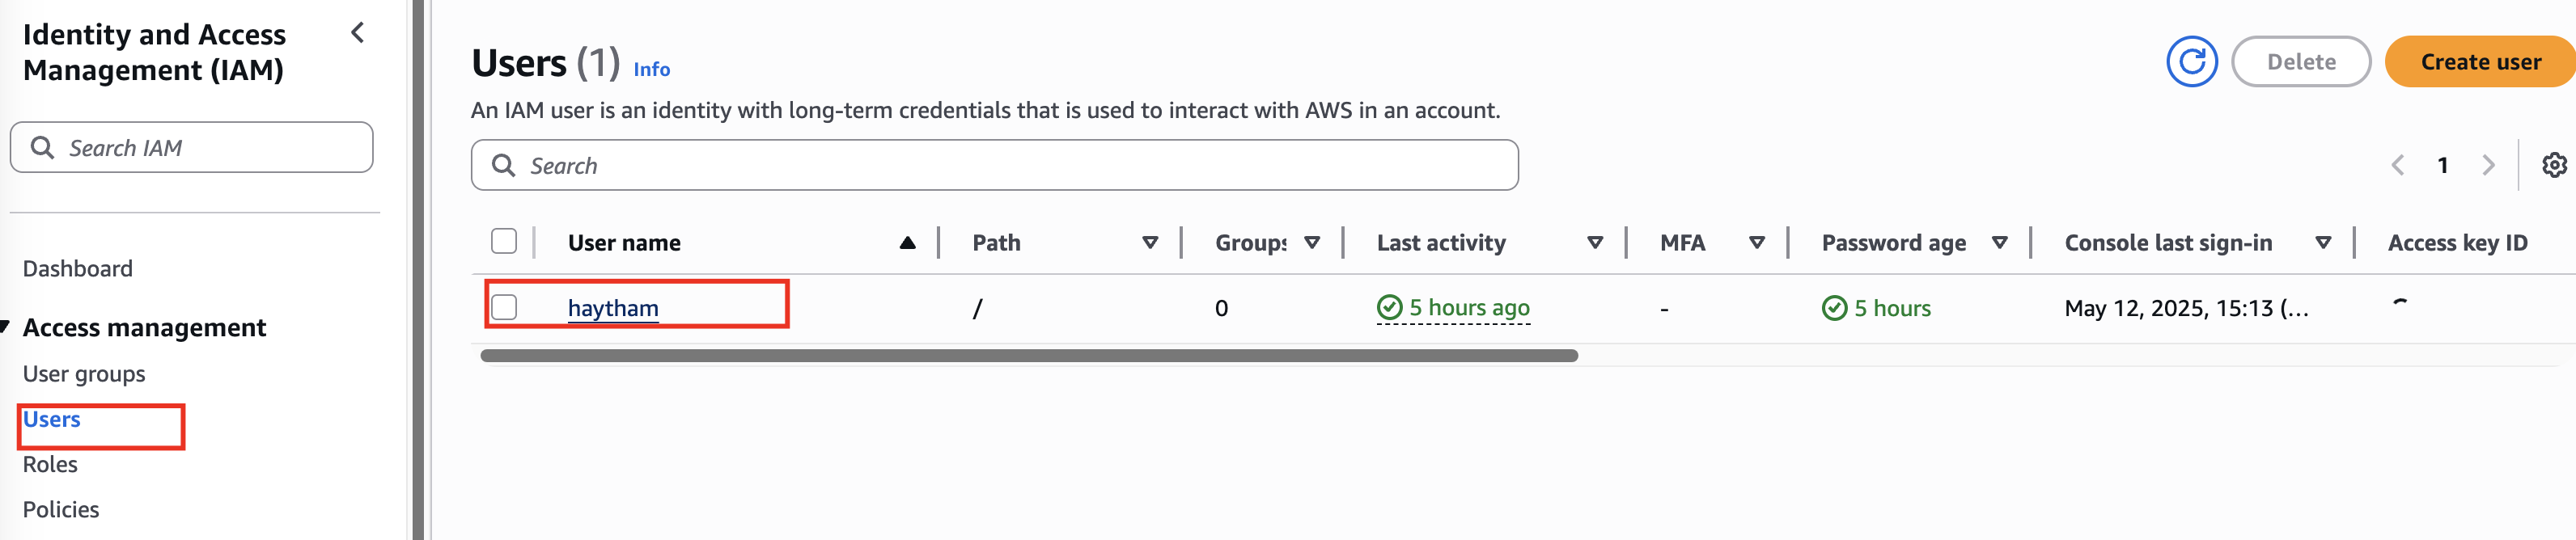 Identity and Access
Management (IAM)
Search IAM
Dashboard
Access management
User groups
Users
Roles
Policies
Users (1) Info
Delete
Create user
An IAM user is an identity with long-term credentials that is used to interact with AWS in an account.
Search
1
User name Path Groups Last activity MFA Password age Console last sign-in Access key ID
haytham / 0 5 hours ago - 5 hours May 12, 2025, 15:13 (...